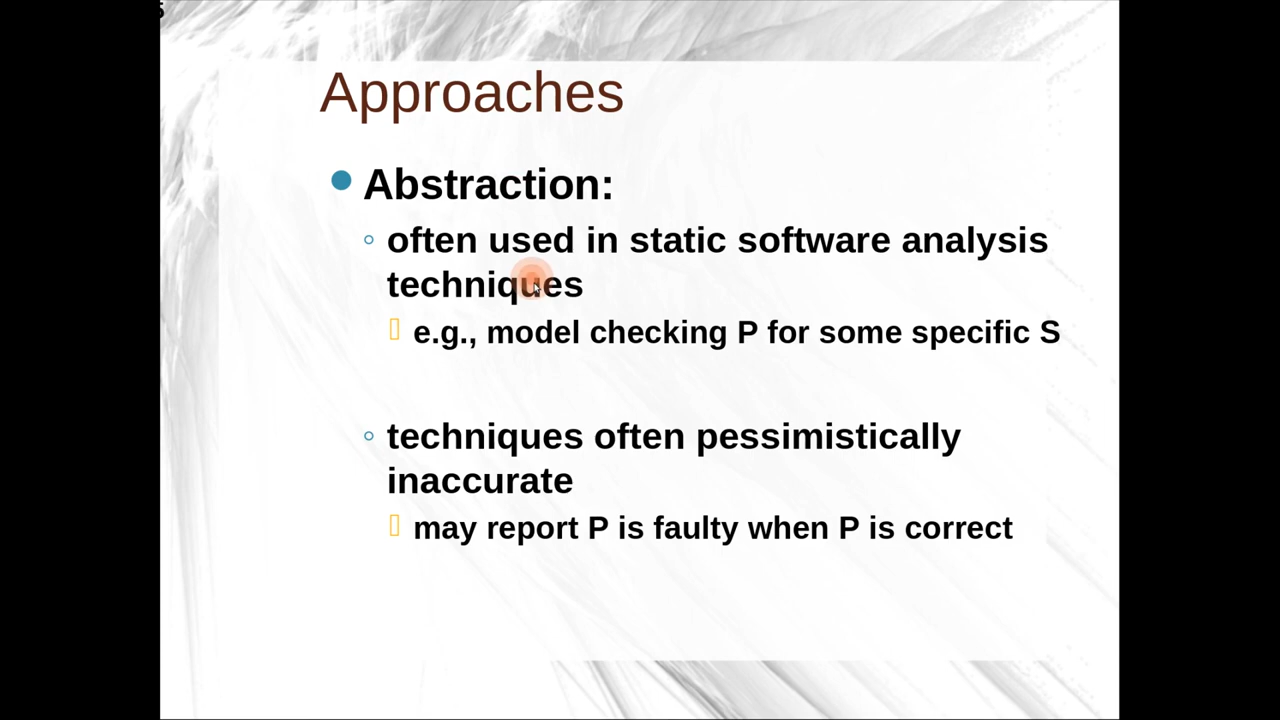 Approaches
Abstraction:
often used in static software analysis
techniques
e.g., model checking P for some specific S
techniques often pessimistically
inaccurate
may report P is faulty when P is correct